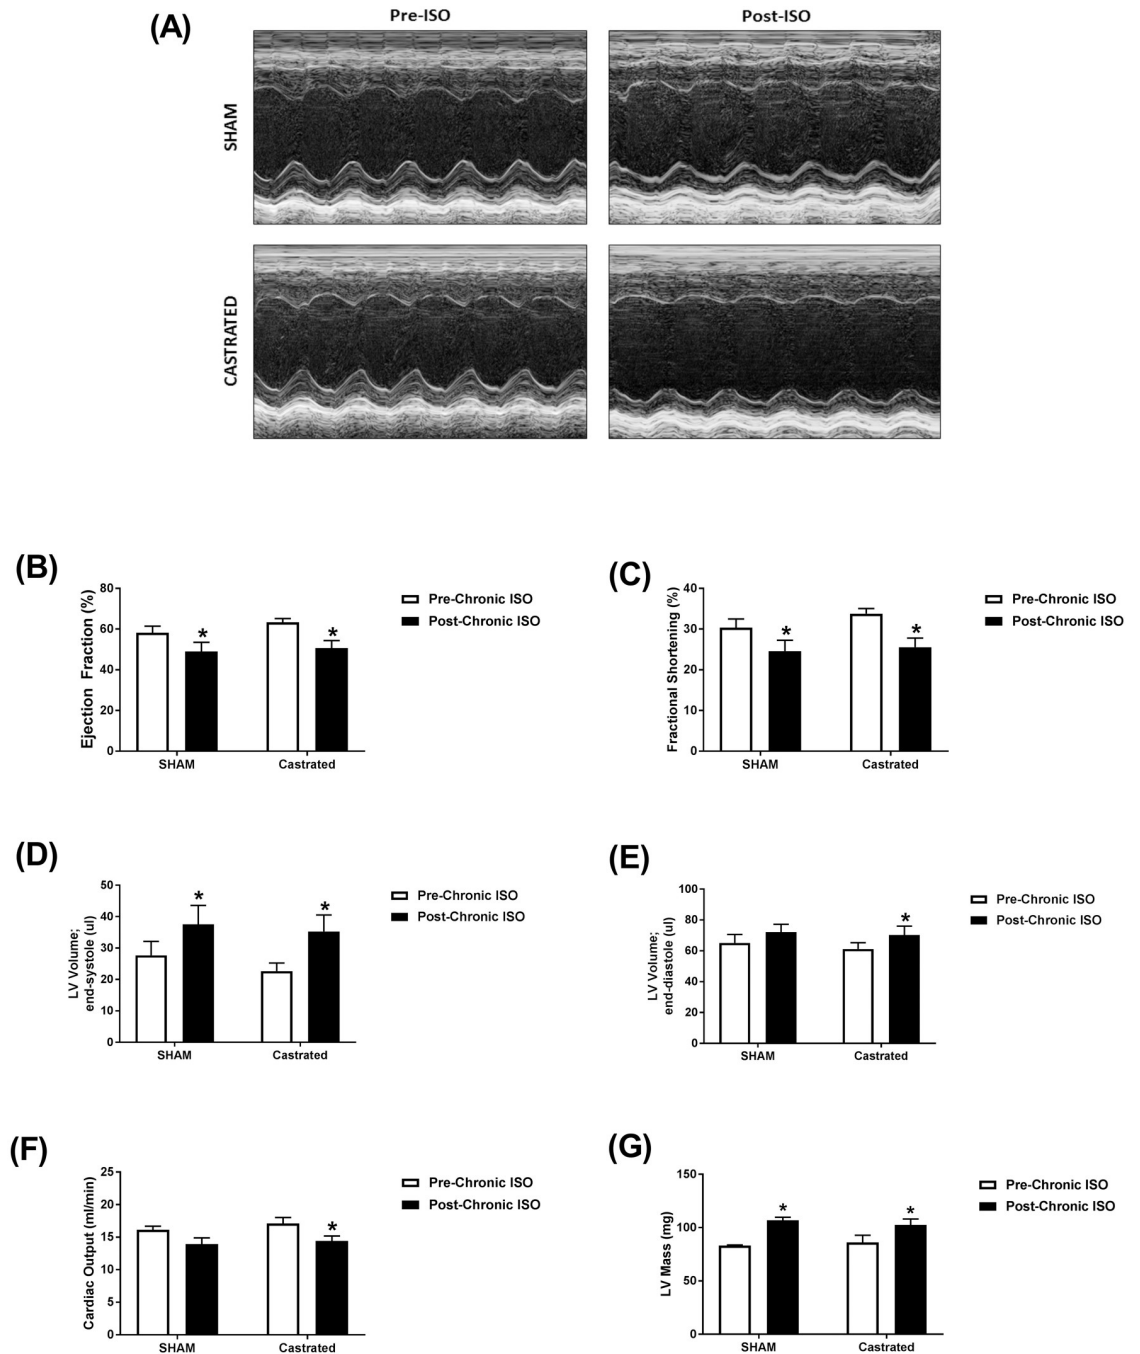 (A)
Pre-ISO
Post-ISO
SHAM
CASTRATED
(B)
Ejection Fraction (%)
80
60
40
20
0
*
*
SHAM
Castrated
Pre-Chronic ISO
Post-Chronic ISO
(C)
Fractional Shortening (%)
40
30
20
10
0
*
*
SHAM
Castrated
Pre-Chronic ISO
Post-Chronic ISO
(D)
LV Volume;
end-systole (ul)
50
40
30
20
10
0
*
*
SHAM
Castrated
Pre-Chronic ISO
Post-Chronic ISO
(E)
LV Volume;
end-diastole (ul)
100
80
60
40
20
0
*
SHAM
Castrated
Pre-Chronic ISO
Post-Chronic ISO
(F)
Cardiac Output (ml/min)
25
20
15
10
5
0
*
SHAM
Castrated
Pre-Chronic ISO
Post-Chronic ISO
(G)
LV Mass (mg)
150
100
50
0
*
*
SHAM
Castrated
Pre-Chronic ISO
Post-Chronic ISO